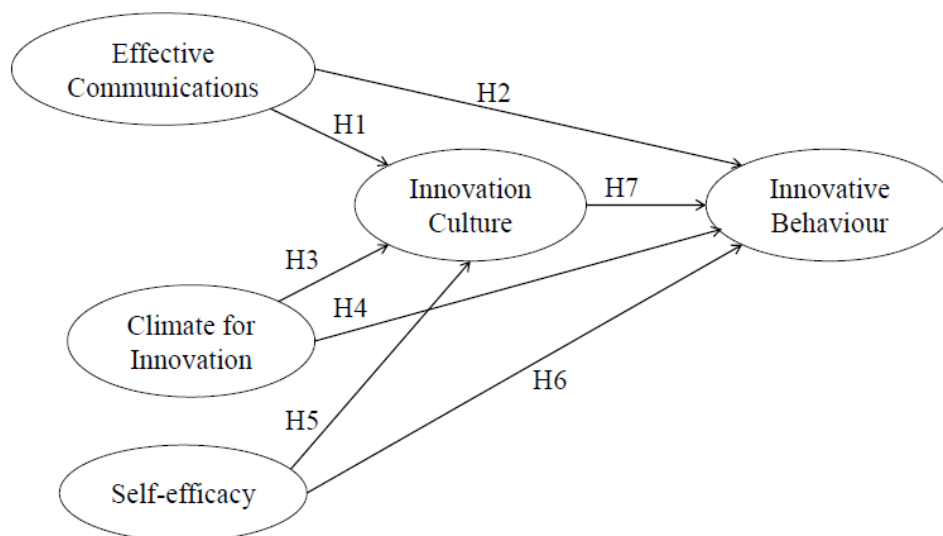 Effective
Communications
H2
H1
Innovation
Culture
H7
Innovative
Behaviour
H3
H4
Climate for
Innovation
H6
H5
Self-efficacy